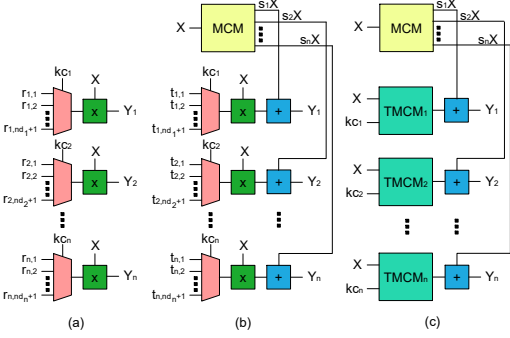 X
MCM
s1X
s2X
snX
X
MCM
s1X
s2X
snX
kc1
X
r1,1
r1,2
r1,nd1+1
x
Y1
kc2
X
r2,1
r2,2
r2,nd2+1
x
Y2
kcn
X
rn,1
rn,2
rn,ndn+1
x
Yn
kc1
X
t1,1
t1,2
t1,nd1+1
x
+
Y1
kc2
X
t2,1
t2,2
t2,nd2+1
x
+
Y2
kcn
X
tn,1
tn,2
tn,ndn+1
x
+
Yn
X
kc1
TMCM1
+
Y1
X
kc2
TMCM2
+
Y2
X
kcn
TMCMn
+
Yn
(a)
(b)
(c)